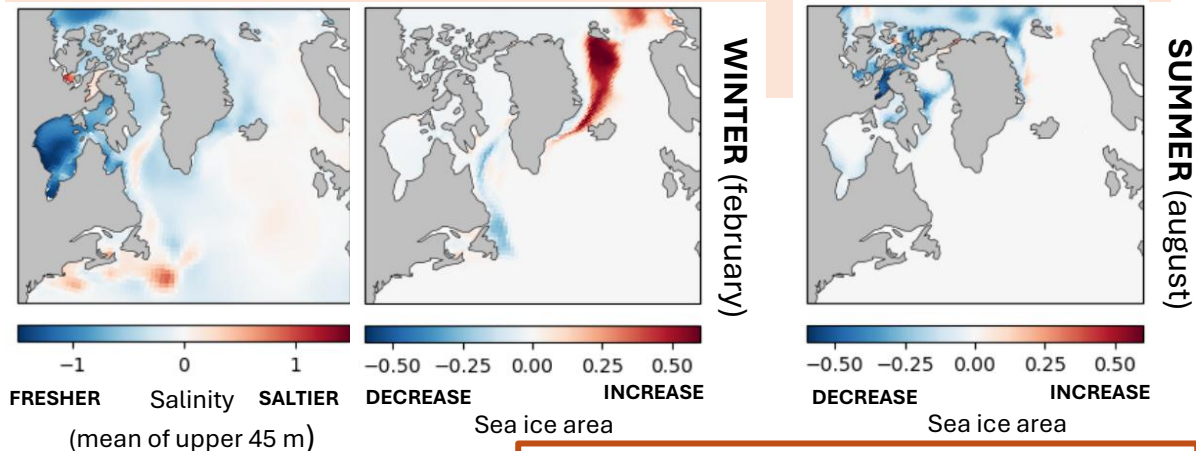 WINTER (february)
SUMMER (august)
−1 0 1
FRESHER Salinity SALTIER
(mean of upper 45 m)
−0.50 −0.25 0.00 0.25 0.50
DECREASE INCREASE
Sea ice area
−0.50 −0.25 0.00 0.25 0.50
DECREASE INCREASE
Sea ice area